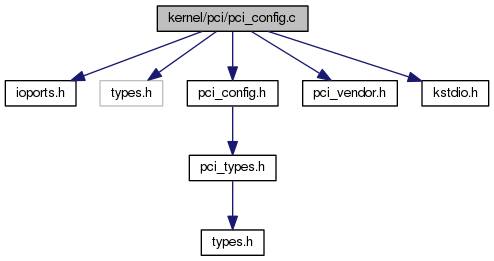 kernel/pci/pci_config.c
ioports.h
types.h
pci_config.h
pci_vendor.h
kstdio.h
pci_types.h
types.h